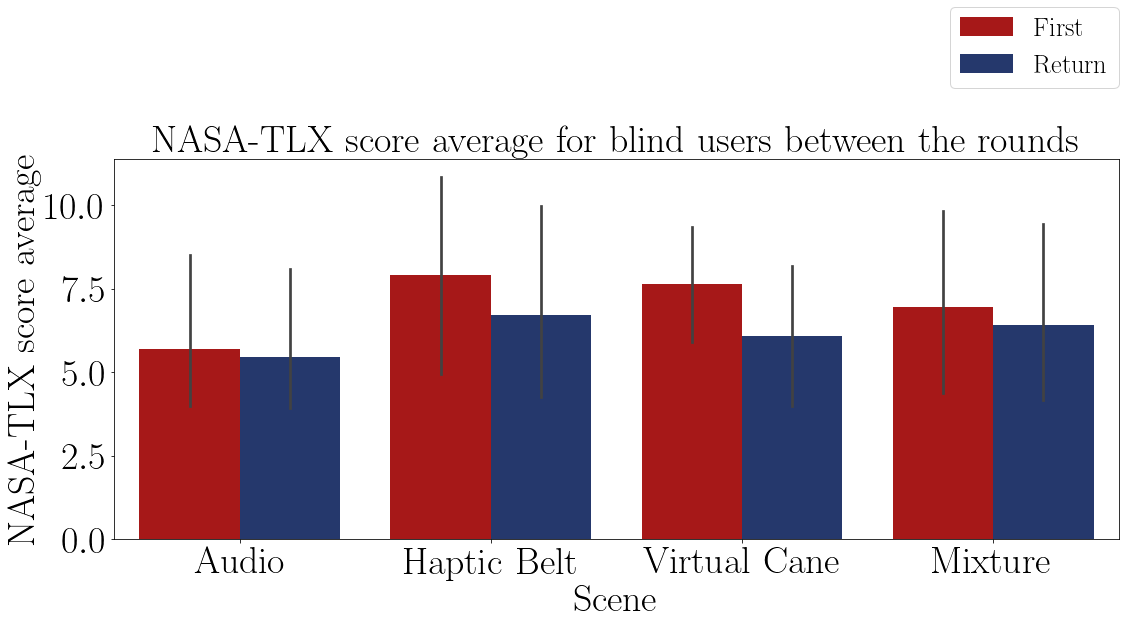 First
Return
NASA-TLX score average for blind users between the rounds
NASA-TLX score average
10.0
7.5
5.0
2.5
0.0
Audio
Haptic Belt
Virtual Cane
Mixture
Scene